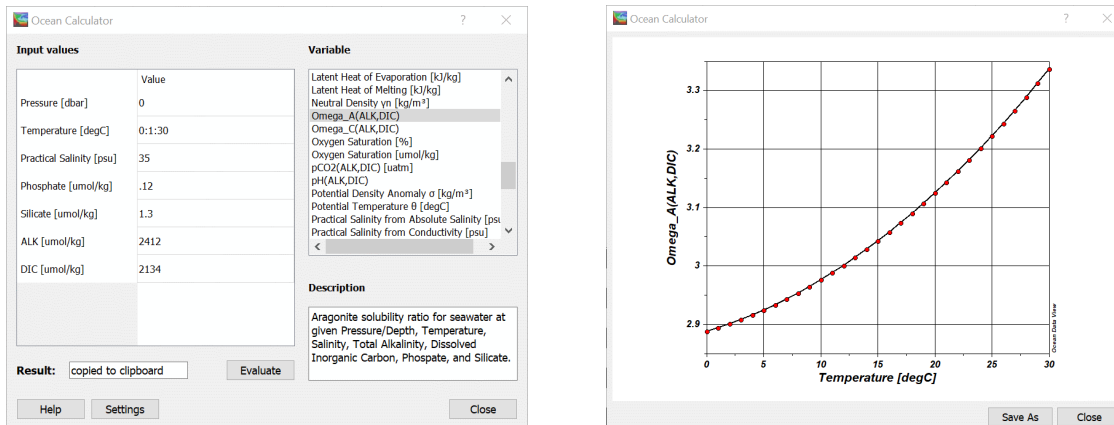 Ocean Calculator
Input values
Value
Pressure [dbar] 0
Temperature [degC] 0:1:30
Practical Salinity [psu] 35
Phosphate [umol/kg] .12
Silicate [umol/kg] 1.3
ALK [umol/kg] 2412
DIC [umol/kg] 2134
Result: copied to clipboard Evaluate
Help Settings Close
Variable
Latent Heat of Evaporation [kJ/kg]
Latent Heat of Melting [kJ/kg]
Neutral Density γn [kg/m³]
Omega_A(ALK,DIC)
Omega_C(ALK,DIC)
Oxygen Saturation [%]
Oxygen Saturation [umol/kg]
pCO2(ALK,DIC) [uatm]
pH(ALK,DIC)
Potential Density Anomaly σ [kg/m³]
Potential Temperature θ [degC]
Practical Salinity from Absolute Salinity [psu
Practical Salinity from Conductivity [psu]
Description
Aragonite solubility ratio for seawater at
given Pressure/Depth, Temperature,
Salinity, Total Alkalinity, Dissolved
Inorganic Carbon, Phospate, and Silicate.
Ocean Calculator
Omega_A(ALK,DIC)
3.3
3.2
3.1
3
2.9
0 5 10 15 20 25 30
Temperature [degC]
Ocean Data View
Save As Close